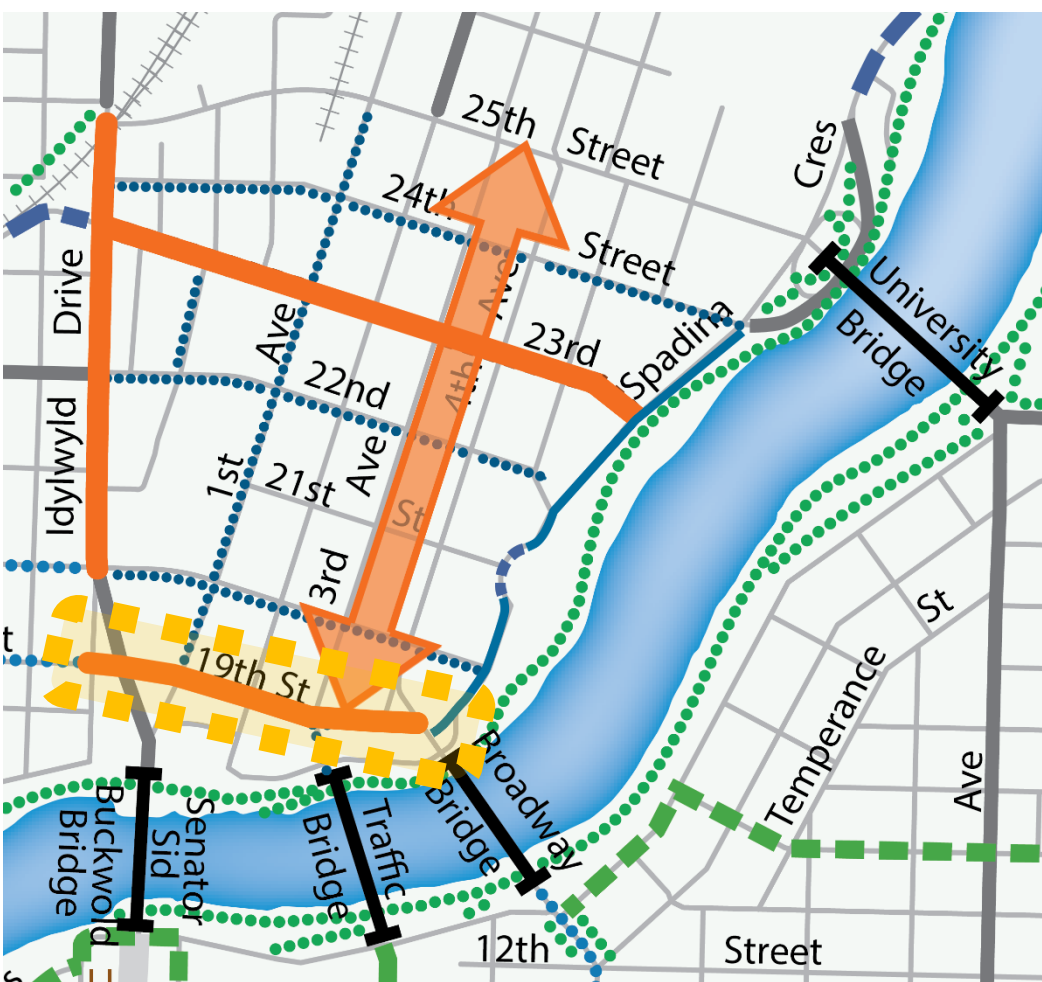 25th
Street
Cres
24th
Street
University
Bridge
Drive
Ave
Ave
4th
23rd
Spadina
22nd
Ave
Idylwyld
1st
21st
St
3rd
St
t
19th St
Temperance
Ave
Broadway
Bridge
Senator
Sid
Buckwold
Bridge
Traffic
Bridge
12th
Street